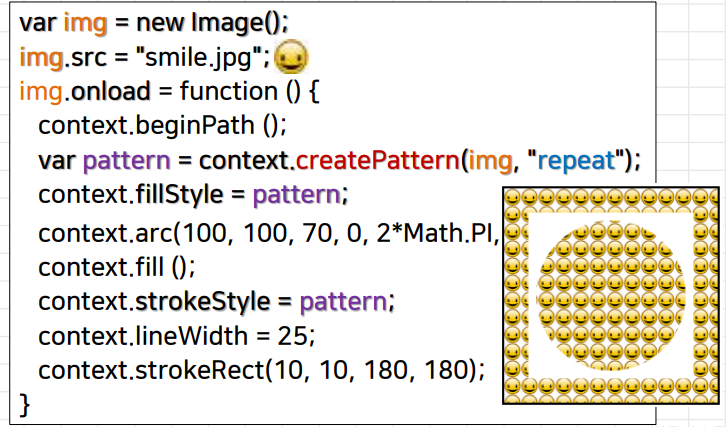 var img = new Image();
img.src = "smile.jpg";
img.onload = function () {
context.beginPath ();
var pattern = context.createPattern(img, "repeat");
context.fillStyle = pattern;
context.arc(100, 100, 70, 0, 2*Math.PI,
context.fill ();
context.strokeStyle = pattern;
context.lineWidth = 25;
context.strokeRect(10, 10, 180, 180);
}